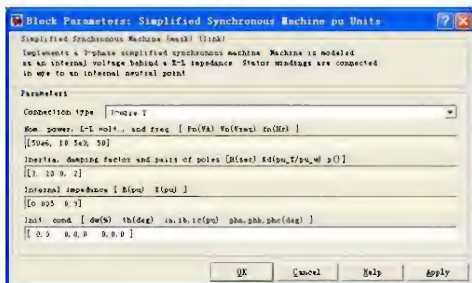 Block Parameters: Simplified Synchronous Machine pu Units
Simplified Synchronous Machine (mask) (link)
Implements a 3-phase simplified synchronous machine. Machine is modeled
as an internal voltage behind a R-L impedance. Stator windings are connected
in wye to an internal neutral point.
Parameters
Connection type
Nom. power, L-L volt., and freq. [ Pn(VA) Vn(Vrms) fn(Hz) ]
[50e6, 10.5e3, 50]
Inertia, damping factor and pairs of poles [H(sec) Kd(pu_T/pu_w) p()]
Internal impedance [ R(pu) X(pu) ]
Init. cond. [ dw(%) th(deg) ia,ib,ic(pu) pha,phb,phc(deg) ]
OK Cancel Help Apply